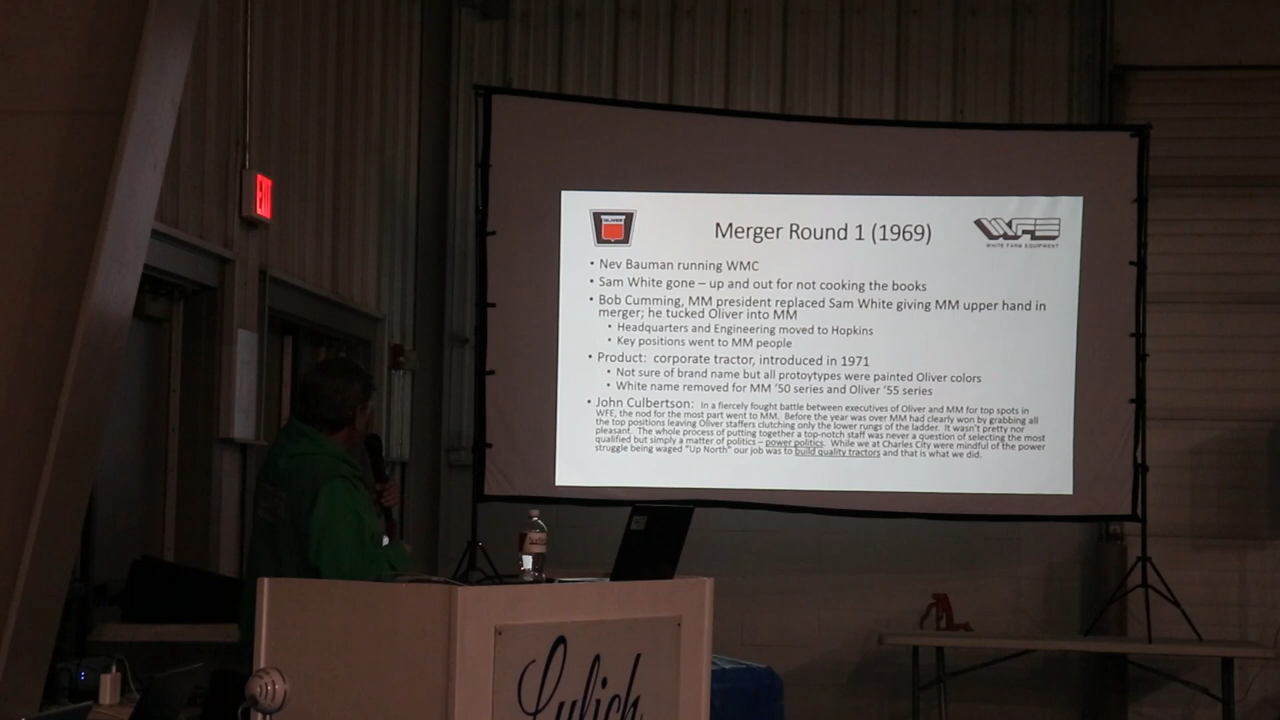 EXIT
OLIVER
Merger Round 1 (1969)
WFE
WHITE FARM EQUIPMENT
• Nev Bauman running WMC
• Sam White gone – up and out for not cooking the books
• Bob Cumming, MM president replaced Sam White giving MM upper hand in
merger; he tucked Oliver into MM
• Headquarters and Engineering moved to Hopkins
• Key positions went to MM people
• Product: corporate tractor, introduced in 1971
• Not sure of brand name but all protoytypes were painted Oliver colors
• White name removed for MM '50 series and Oliver '55 series
• John Culbertson: In a fiercely fought battle between executives of Oliver and MM for top spots in
WFE, the nod for the most part went to MM. Before the year was over MM had clearly won by grabbing all
the top positions leaving Oliver staffers clutching only the lower rungs of the ladder. It wasn't pretty nor
pleasant. The whole process of putting together a top-notch staff was never a question of selecting the most
qualified but simply a matter of politics – power politics. While we at Charles City were mindful of the power
struggle being waged "Up North" our job was to build quality tractors and that is what we did.
Lulich